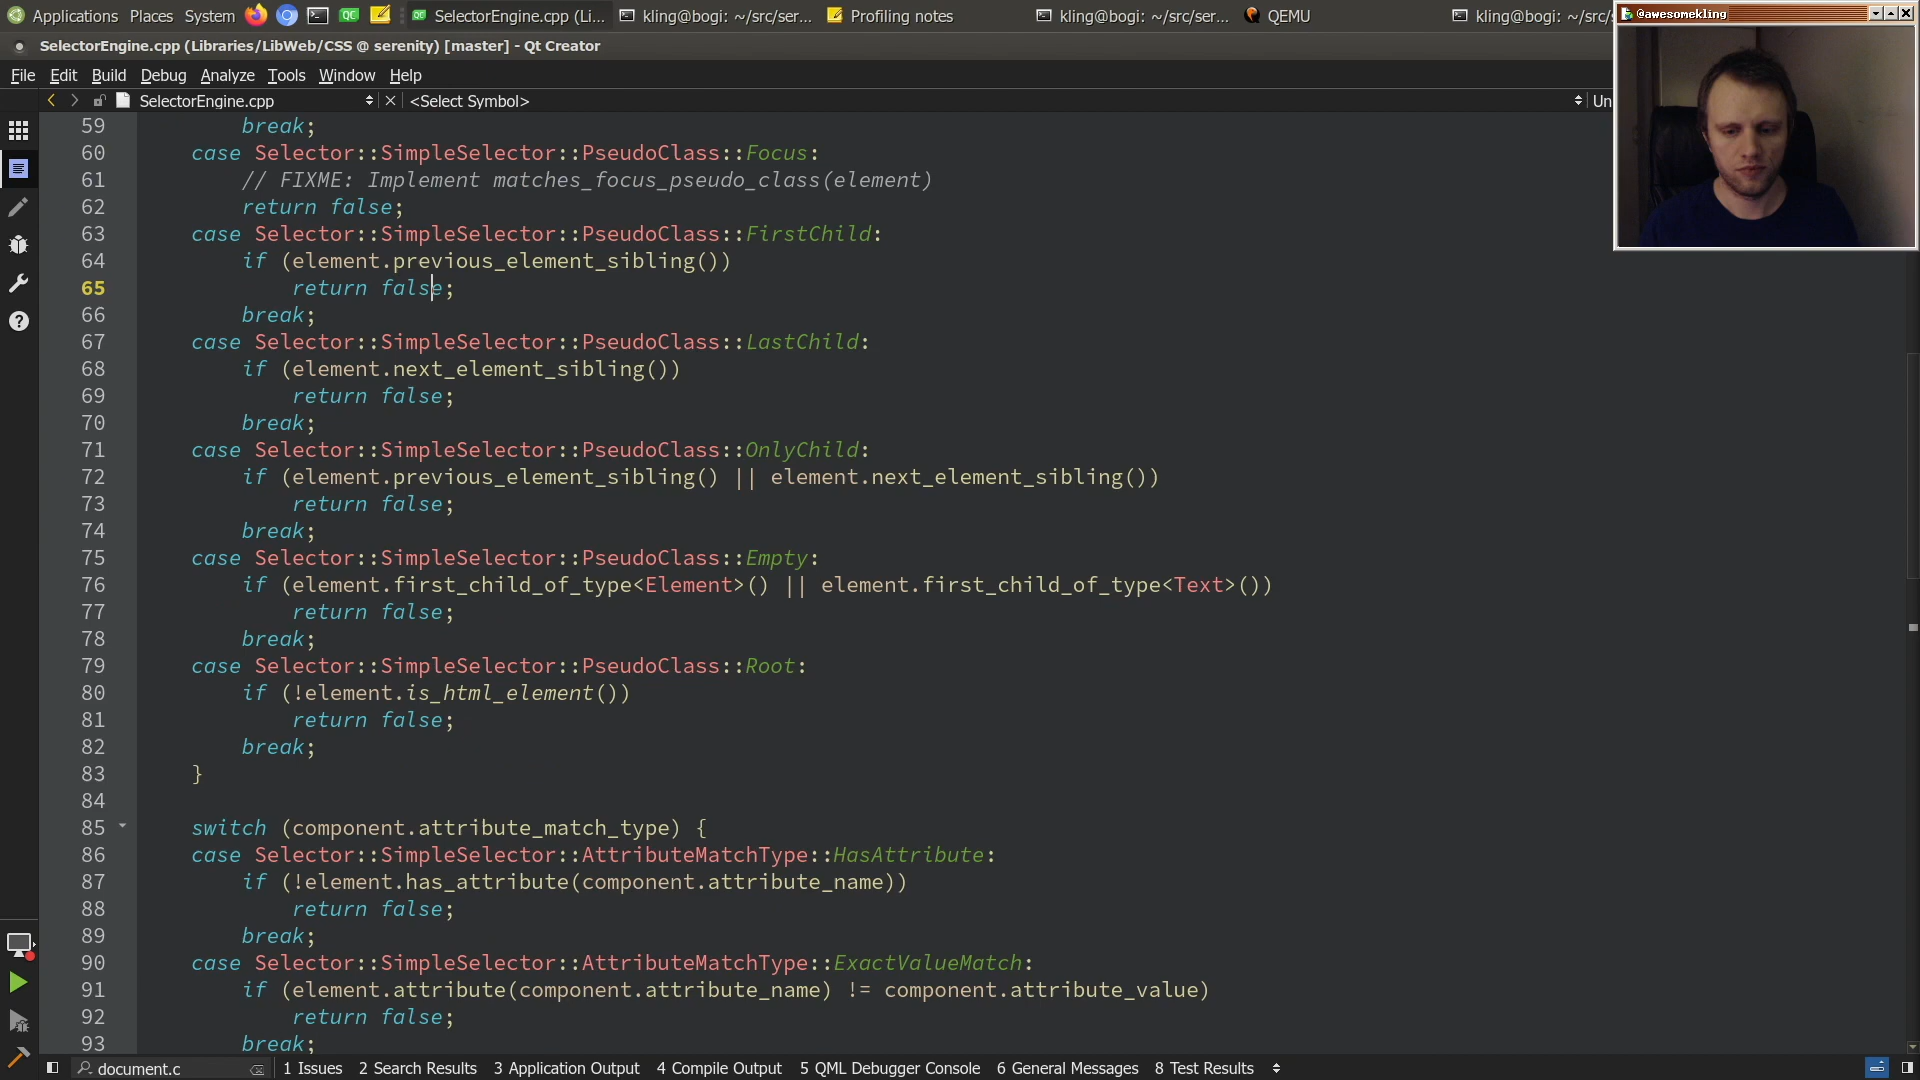 Applications Places System QC SelectorEngine.cpp (Li... kling@bogi: ~/src/ser... Profiling notes kling@bogi: ~/src/ser... QEMU kling@bogi: ~/src/
@awesomekling
SelectorEngine.cpp (Libraries/LibWeb/CSS @ serenity) [master] - Qt Creator
File Edit Build Debug Analyze Tools Window Help
SelectorEngine.cpp <Select Symbol> Un
59 break;
60 case Selector::SimpleSelector::PseudoClass::Focus:
61 // FIXME: Implement matches_focus_pseudo_class(element)
62 return false;
63 case Selector::SimpleSelector::PseudoClass::FirstChild:
64 if (element.previous_element_sibling())
65 return false;
66 break;
67 case Selector::SimpleSelector::PseudoClass::LastChild:
68 if (element.next_element_sibling())
69 return false;
70 break;
71 case Selector::SimpleSelector::PseudoClass::OnlyChild:
72 if (element.previous_element_sibling() || element.next_element_sibling())
73 return false;
74 break;
75 case Selector::SimpleSelector::PseudoClass::Empty:
76 if (element.first_child_of_type<Element>() || element.first_child_of_type<Text>())
77 return false;
78 break;
79 case Selector::SimpleSelector::PseudoClass::Root:
80 if (!element.is_html_element())
81 return false;
82 break;
83 }
84
85 switch (component.attribute_match_type) {
86 case Selector::SimpleSelector::AttributeMatchType::HasAttribute:
87 if (!element.has_attribute(component.attribute_name))
88 return false;
89 break;
90 case Selector::SimpleSelector::AttributeMatchType::ExactValueMatch:
91 if (element.attribute(component.attribute_name) != component.attribute_value)
92 return false;
93 break;
document.c 1 Issues 2 Search Results 3 Application Output 4 Compile Output 5 QML Debugger Console 6 General Messages 8 Test Results